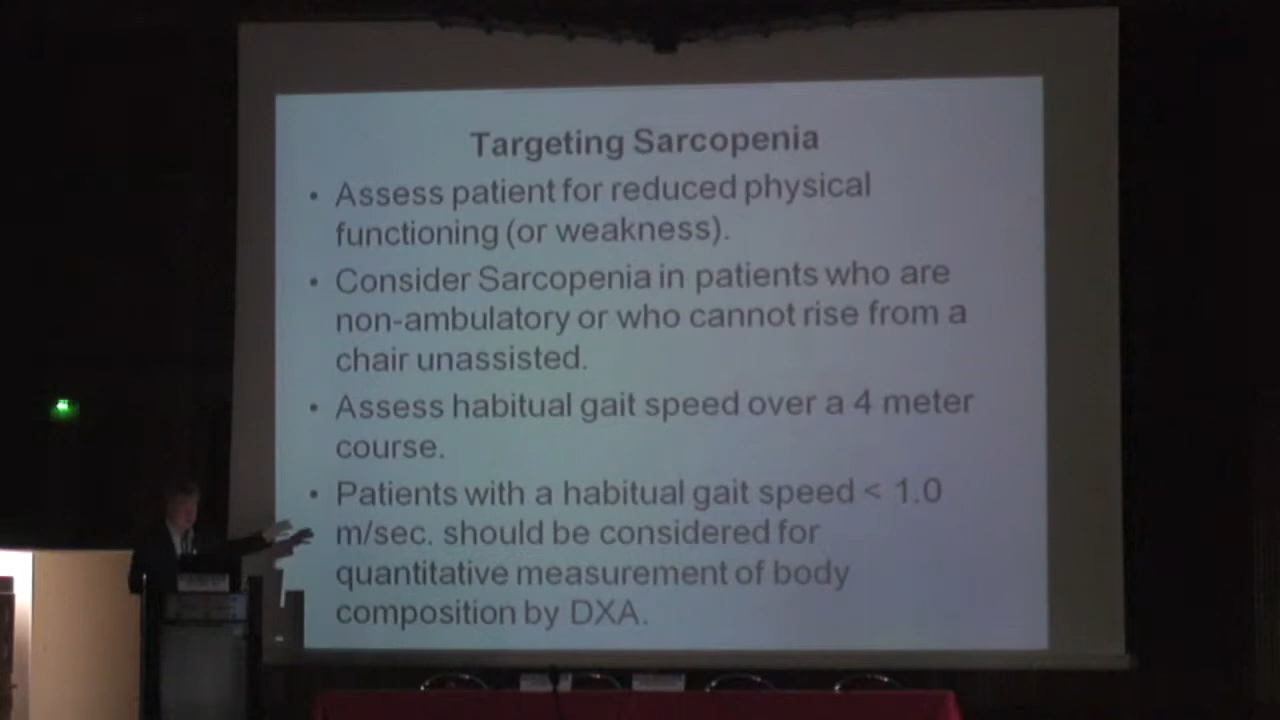 Targeting Sarcopenia
• Assess patient for reduced physical
functioning (or weakness).
• Consider Sarcopenia in patients who are
non-ambulatory or who cannot rise from a
chair unassisted.
• Assess habitual gait speed over a 4 meter
course.
• Patients with a habitual gait speed < 1.0
m/sec. should be considered for
quantitative measurement of body
composition by DXA.